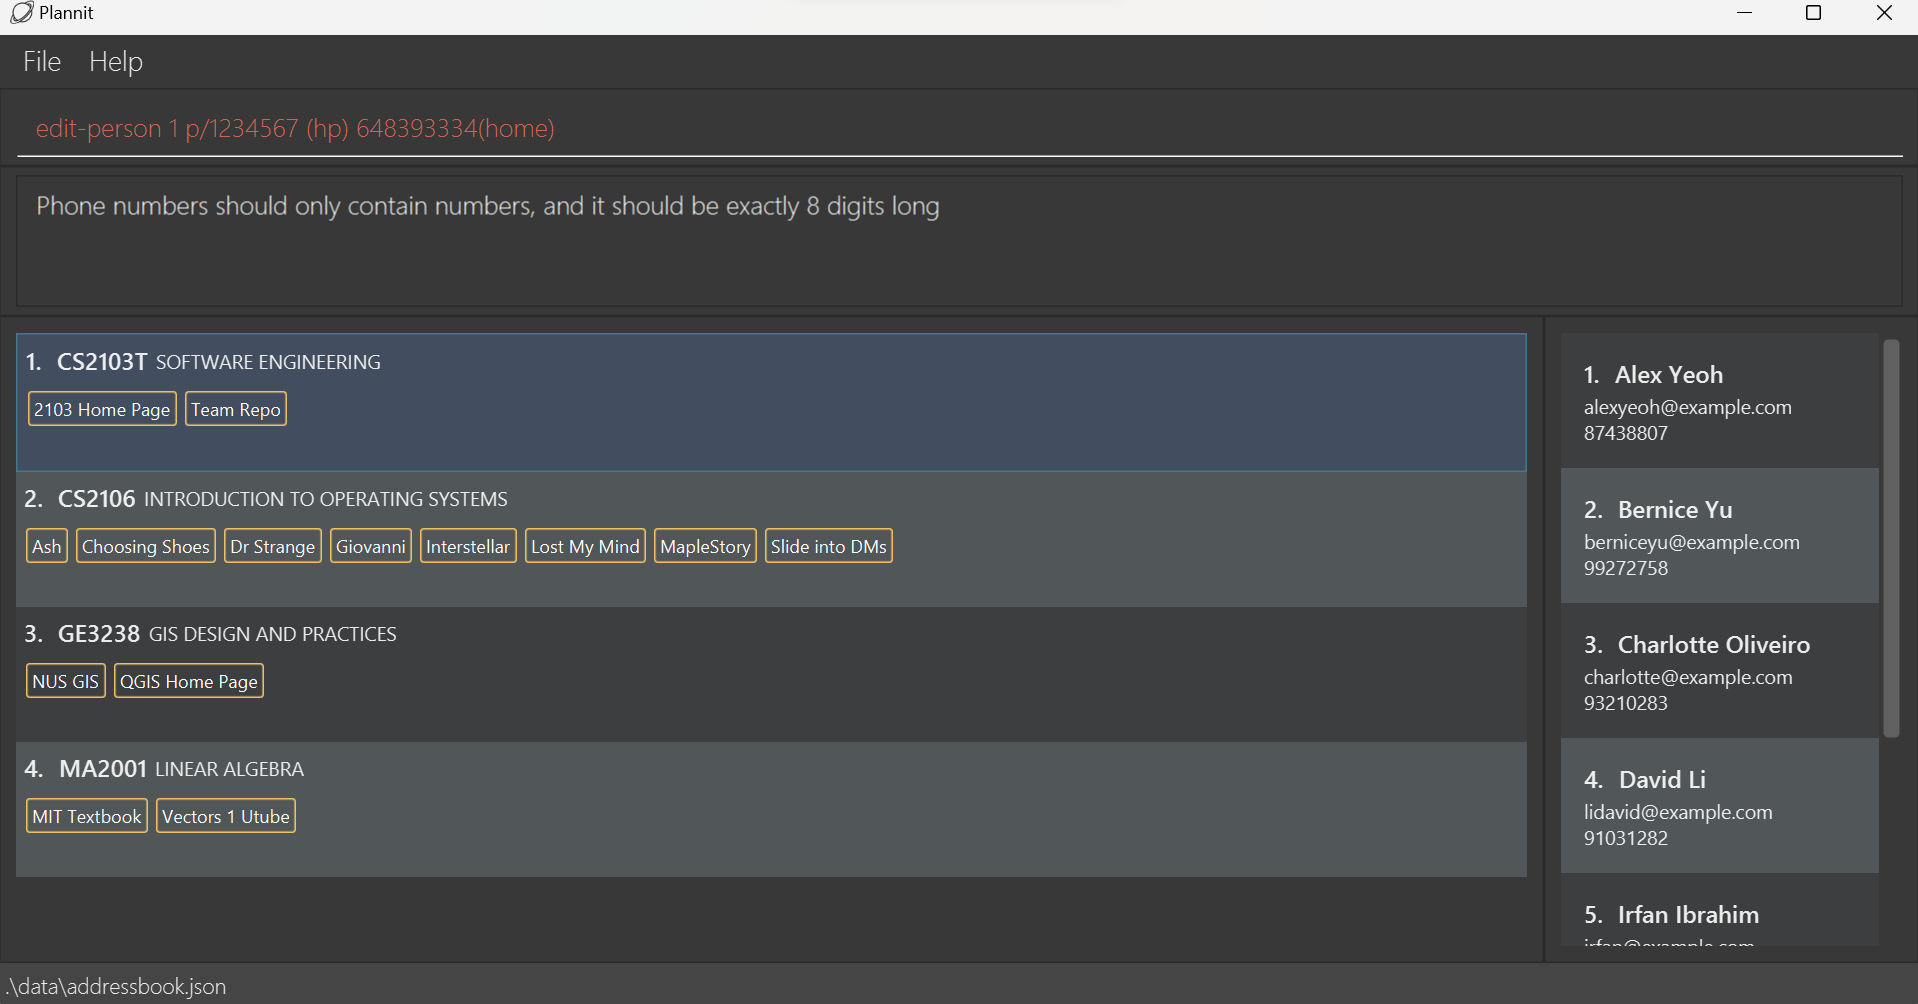 Plannit
File Help
edit-person 1 p/1234567 (hp) 648393334(home)
Phone numbers should only contain numbers, and it should be exactly 8 digits long
1. CS2103T SOFTWARE ENGINEERING
2103 Home Page Team Repo
2. CS2106 INTRODUCTION TO OPERATING SYSTEMS
Ash Choosing Shoes Dr Strange Giovanni Interstellar Lost My Mind MapleStory Slide into DMs
3. GE3238 GIS DESIGN AND PRACTICES
NUS GIS QGIS Home Page
4. MA2001 LINEAR ALGEBRA
MIT Textbook Vectors 1 Utube
1. Alex Yeoh
alexyeoh@example.com
87438807
2. Bernice Yu
berniceyu@example.com
99272758
3. Charlotte Oliveiro
charlotte@example.com
93210283
4. David Li
lidavid@example.com
91031282
5. Irfan Ibrahim
irfan@example.com
.\data\addressbook.json